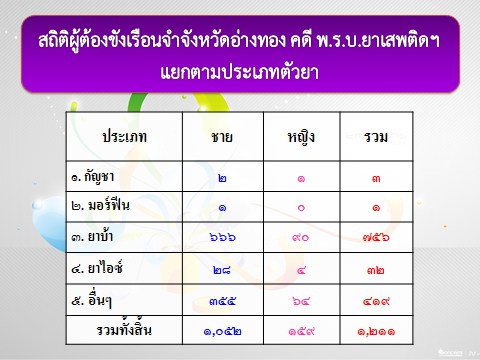 สถิติผู้ต้องขังเรือนจำจังหวัดอ่างทอง คดี พ.ร.บ.ยาเสพติดฯ
แยกตามประเภทตัวยา
ประเภท ชาย หญิง รวม
๑. กัญชา ๒ ๑ ๓
๒. มอร์ฟีน ๑ ๐ ๑
๓. ยาบ้า ๖๖๖ ๙๐ ๗๕๖
๔. ยาไอซ์ ๒๘ ๔ ๓๒
๕. อื่นๆ ๓๕๕ ๖๔ ๔๑๙
รวมทั้งสิ้น ๑,๐๕๒ ๑๕๙ ๑,๒๑๑